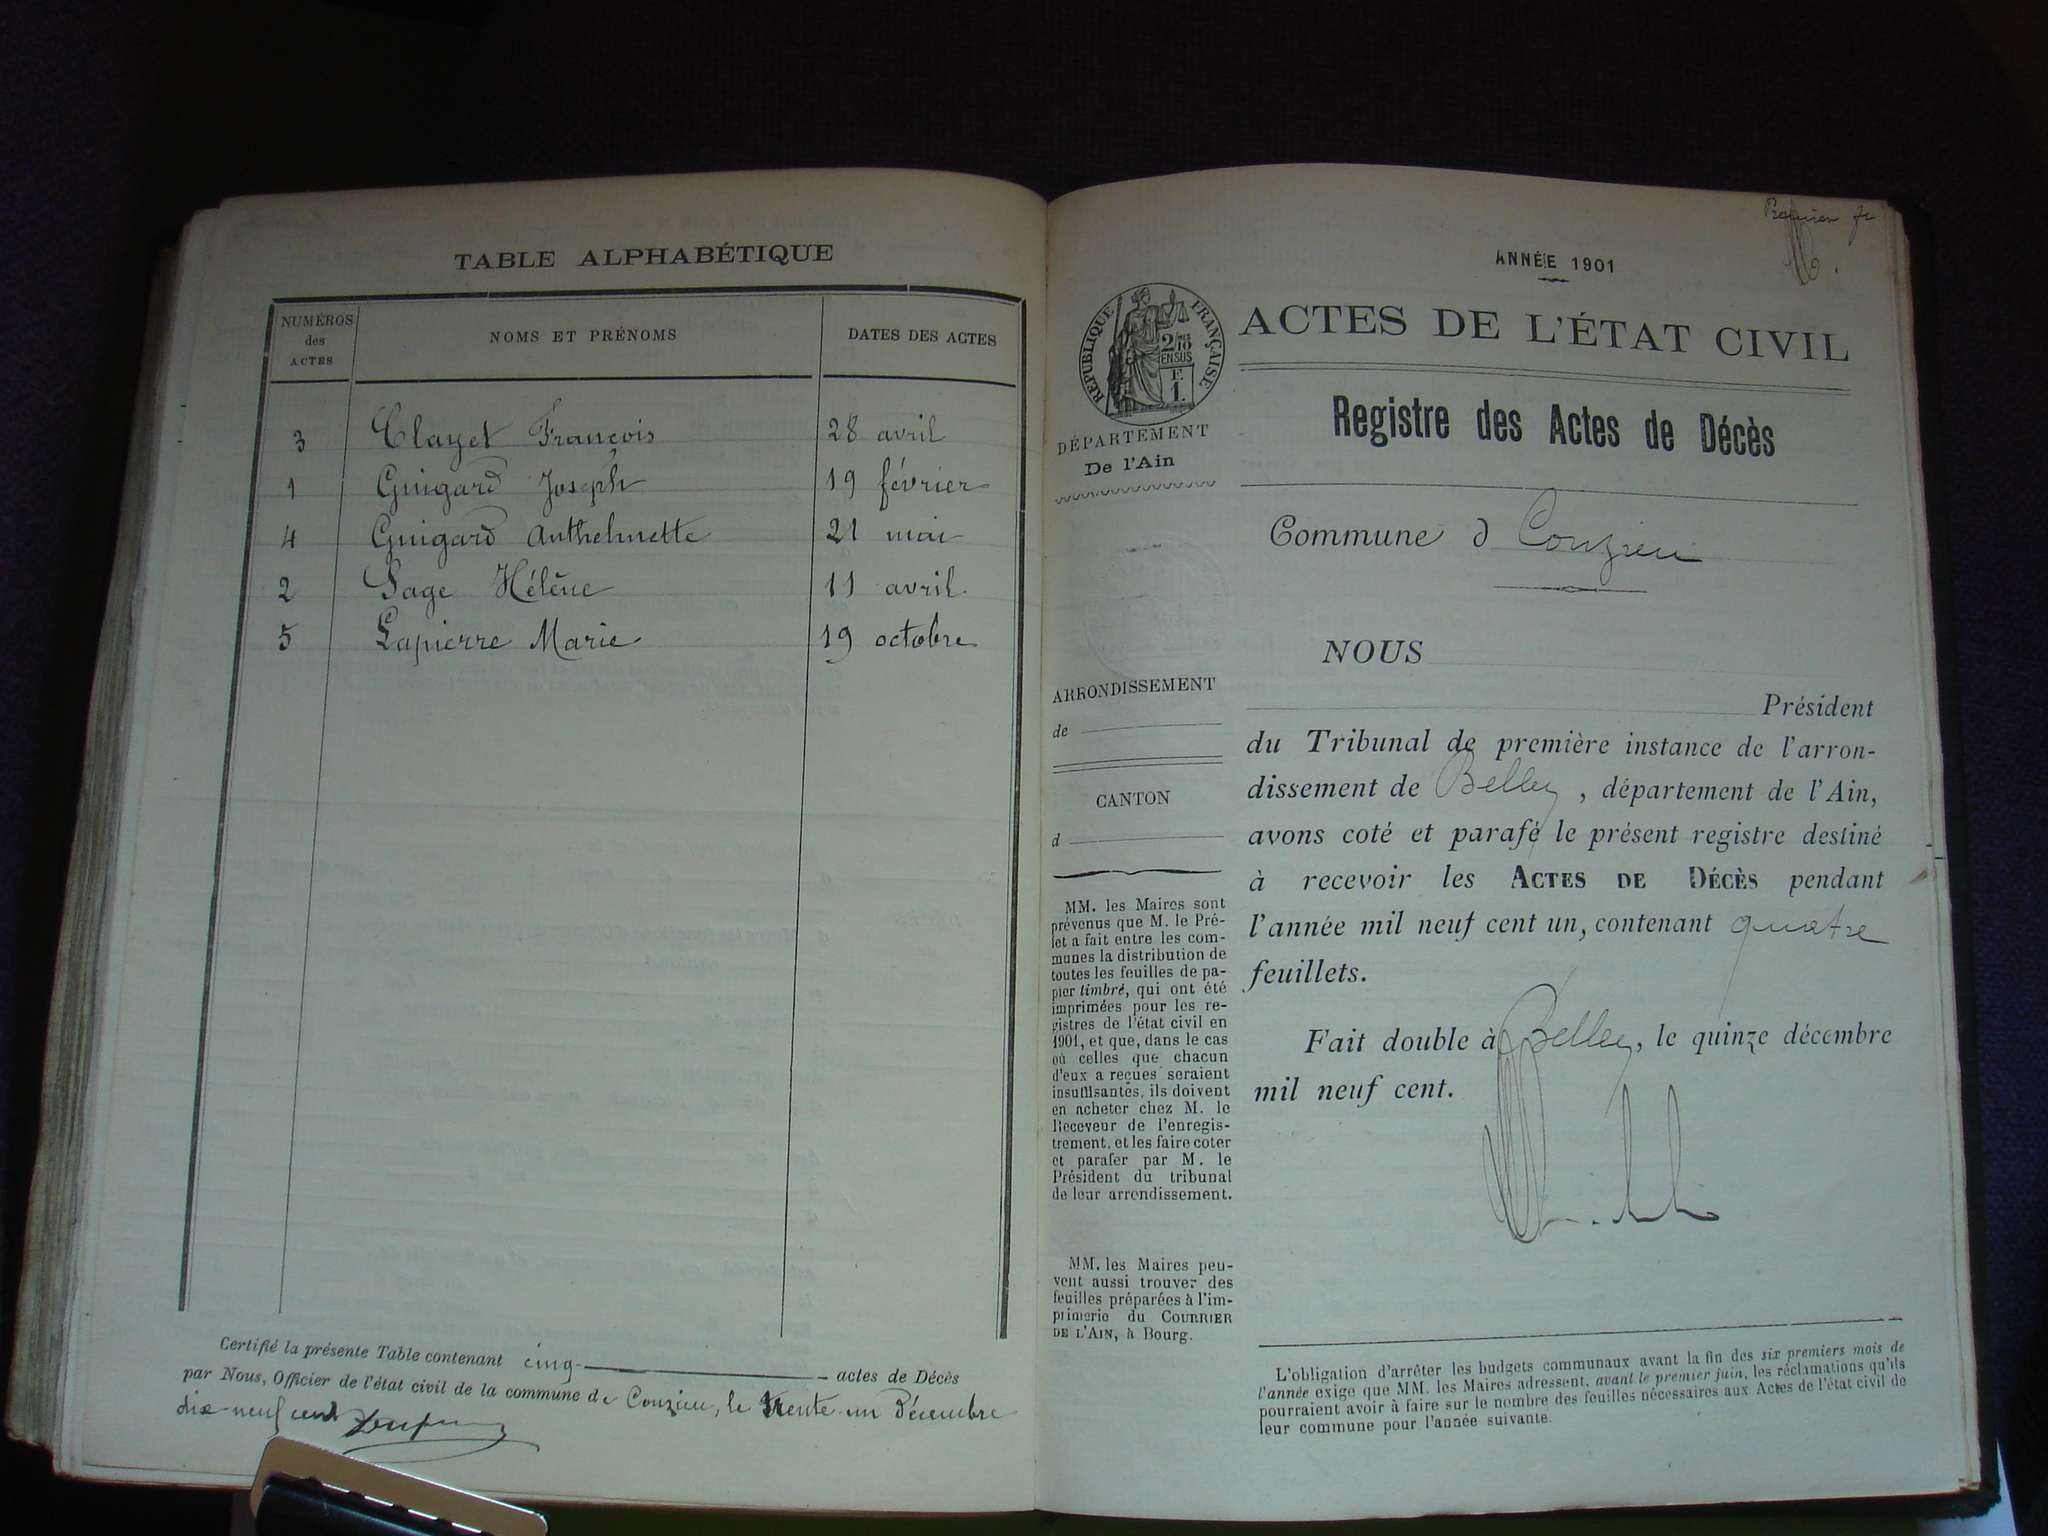 TABLE ALPHABÉTIQUE
NUMÉROS des ACTES NOMS ET PRÉNOMS DATES DES ACTES
3 Clayet François 28 avril
1 Guigard Joseph 19 février
4 Guigard Anthelmette 21 mai
2 Sage Hélène 11 avril.
5 Lapierre Marie 19 octobre
Certifié la présente Table contenant cinq actes de Décès
par Nous, Officier de l'état civil de la commune de Conzieu, le trente-un Décembre
dix-neuf cent
ANNÉE 1901
RÉPUBLIQUE FRANÇAISE
2/10 EN SUS
F. 1.
ACTES DE L'ÉTAT CIVIL
DÉPARTEMENT
De l'Ain
Registre des Actes de Décès
Commune d Conzieu
ARRONDISSEMENT
de
CANTON
d
MM. les Maires sont
prévenus que M. le Pré-
fet a fait entre les com-
munes la distribution de
toutes les feuilles de pa-
pier timbré, qui ont été
imprimées pour les re-
gistres de l'état civil en
1901, et que, dans le cas
où celles que chacun
d'eux a reçues seraient
insuffisantes, ils doivent
en acheter chez M. le
Receveur de l'enregis-
trement, et les faire coter
et parafer par M. le
Président du tribunal
de leur arrondissement.
MM. les Maires peu-
vent aussi trouver des
feuilles préparées à l'im-
primerie du COURRIER
DE L'AIN, à Bourg.
NOUS
Président
du Tribunal de première instance de l'arron-
dissement de Belley, département de l'Ain,
avons coté et parafé le présent registre destiné
à recevoir les ACTES DE DÉCÈS pendant
l'année mil neuf cent un, contenant quatre
feuillets.
Fait double à Belley, le quinze décembre
mil neuf cent.
L'obligation d'arrêter les budgets communaux avant la fin des six premiers mois de
l'année exige que MM. les Maires adressent, avant le premier juin, les réclamations qu'ils
pourraient avoir à faire sur le nombre des feuilles nécessaires aux Actes de l'état civil de
leur commune pour l'année suivante.